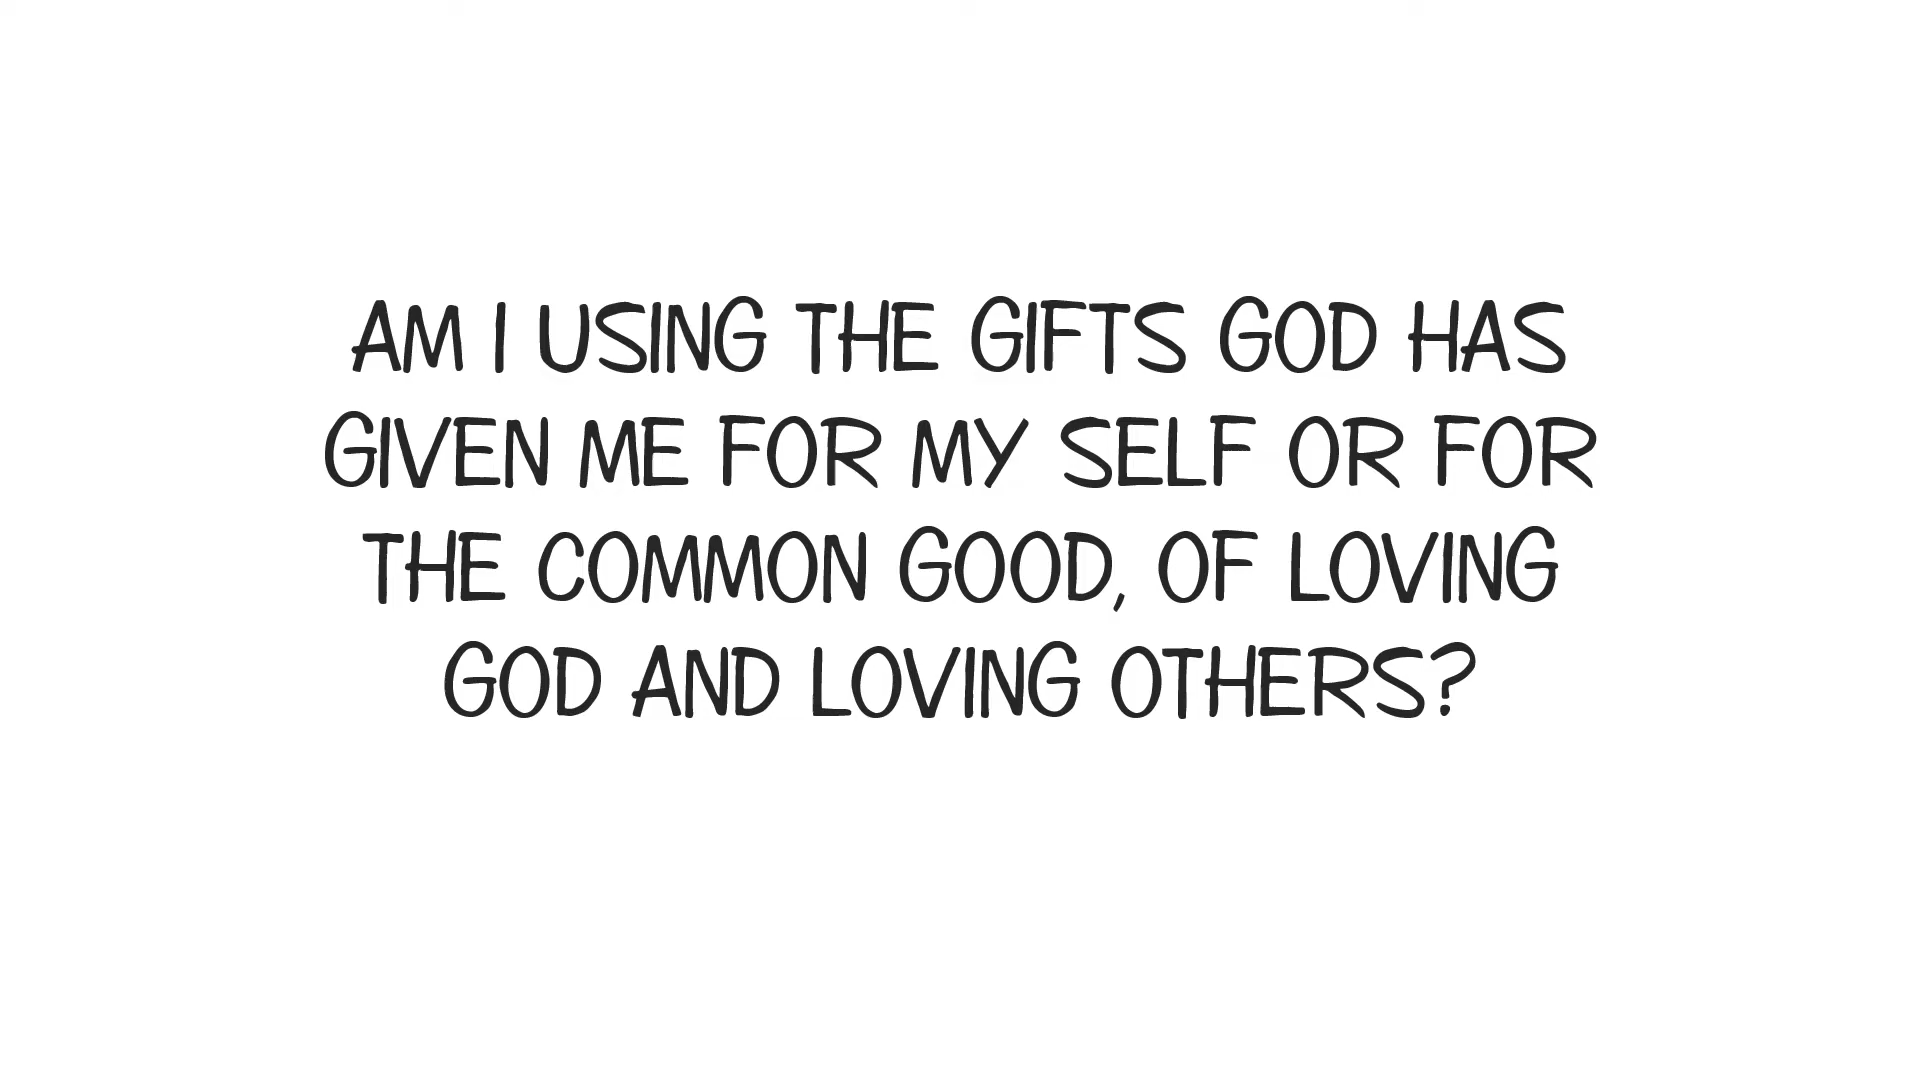 AM I USING THE GIFTS GOD HAS
GIVEN ME FOR MY SELF OR FOR
THE COMMON GOOD, OF LOVING
GOD AND LOVING OTHERS?